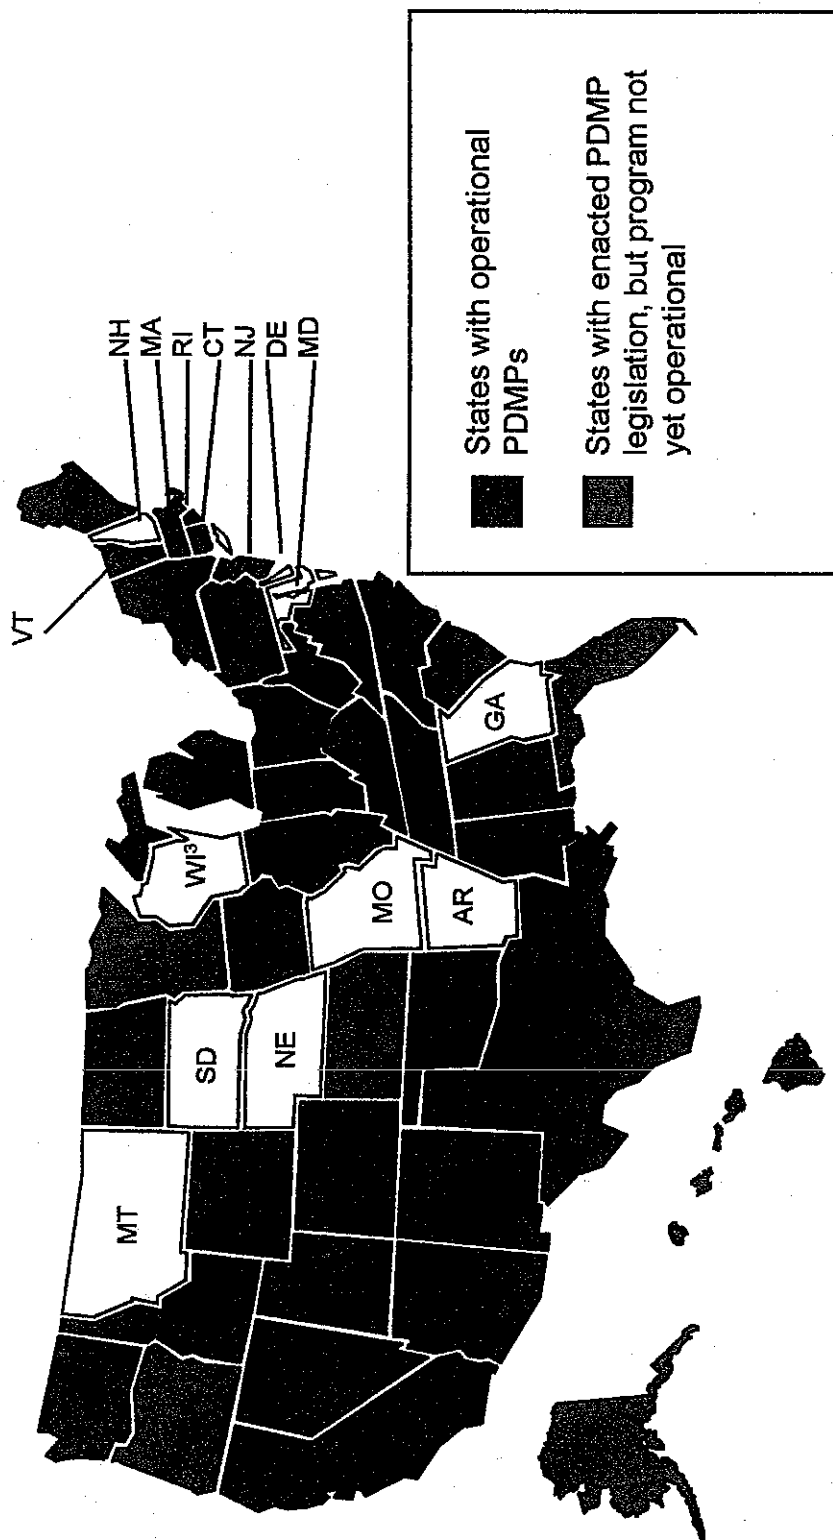 VT
NH
MA
RI
CT
NJ
DE
MD
MT
SD
NE
WI³
MO
AR
GA
States with operational
PDMPs
States with enacted PDMP
legislation, but program not
yet operational